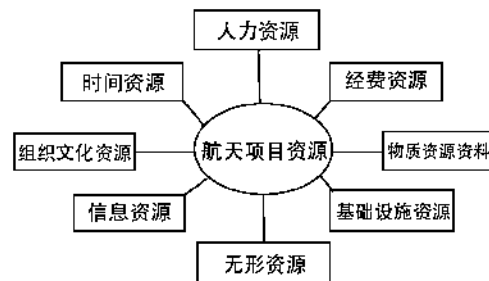 人力资源
时间资源
经费资源
组织文化资源
航天项目资源
物质资源资料
信息资源
基础设施资源
无形资源